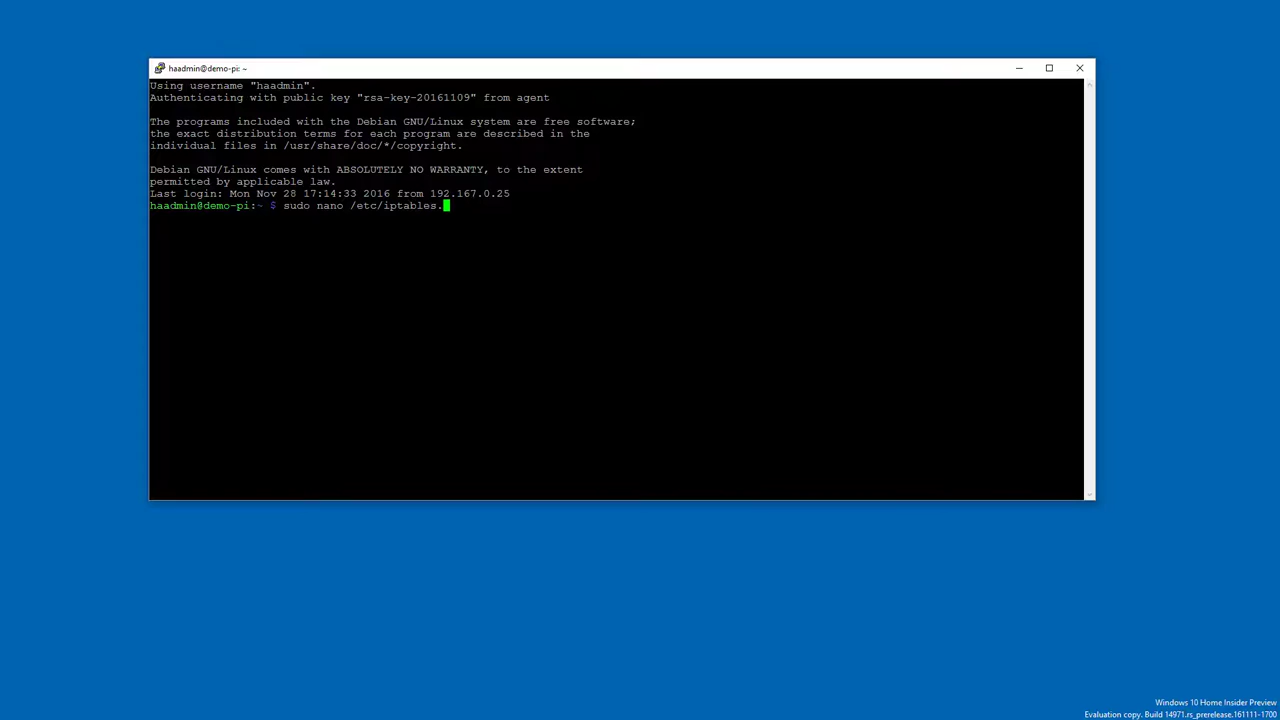 haadmin@demo-pi: ~
Using username "haadmin".
Authenticating with public key "rsa-key-20161109" from agent
The programs included with the Debian GNU/Linux system are free software;
the exact distribution terms for each program are described in the
individual files in /usr/share/doc/*/copyright.
Debian GNU/Linux comes with ABSOLUTELY NO WARRANTY, to the extent
permitted by applicable law.
Last login: Mon Nov 28 17:14:33 2016 from 192.167.0.25
haadmin@demo-pi:~ $ sudo nano /etc/iptables.
Windows 10 Home Insider Preview
Evaluation copy. Build 14971.rs_prerelease.161111-1700